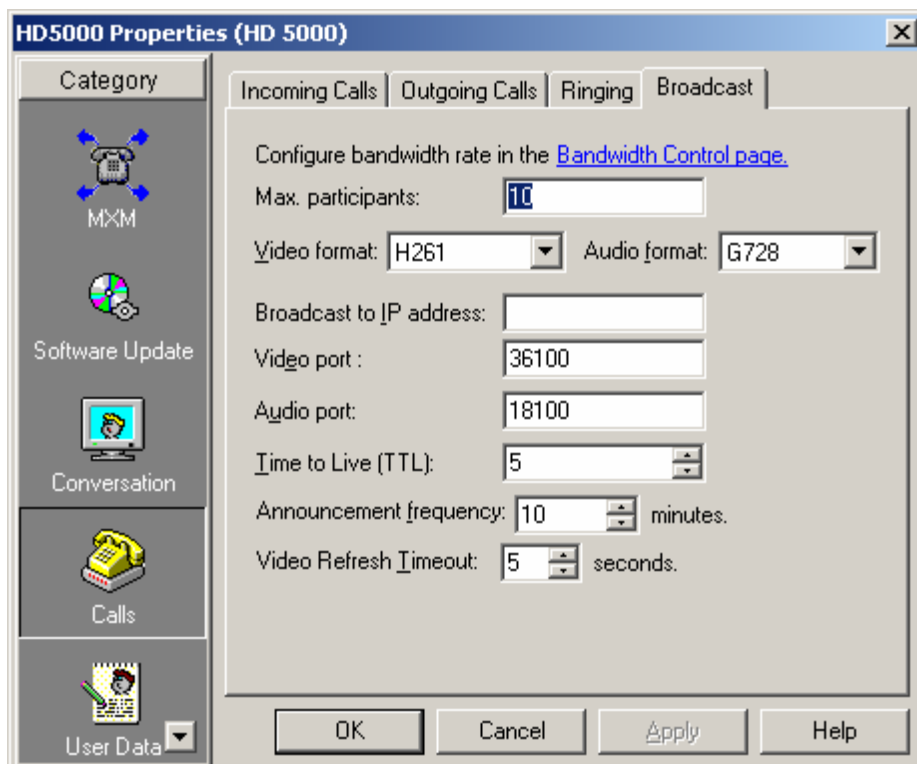 HD5000 Properties (HD 5000)
Category
MXM
Software Update
Conversation
Calls
User Data
Incoming Calls Outgoing Calls Ringing Broadcast
Configure bandwidth rate in the Bandwidth Control page.
Max. participants: 10
Video format: H261 Audio format: G728
Broadcast to IP address:
Video port : 36100
Audio port: 18100
Time to Live (TTL): 5
Announcement frequency: 10 minutes.
Video Refresh Timeout: 5 seconds.
OK Cancel Apply Help